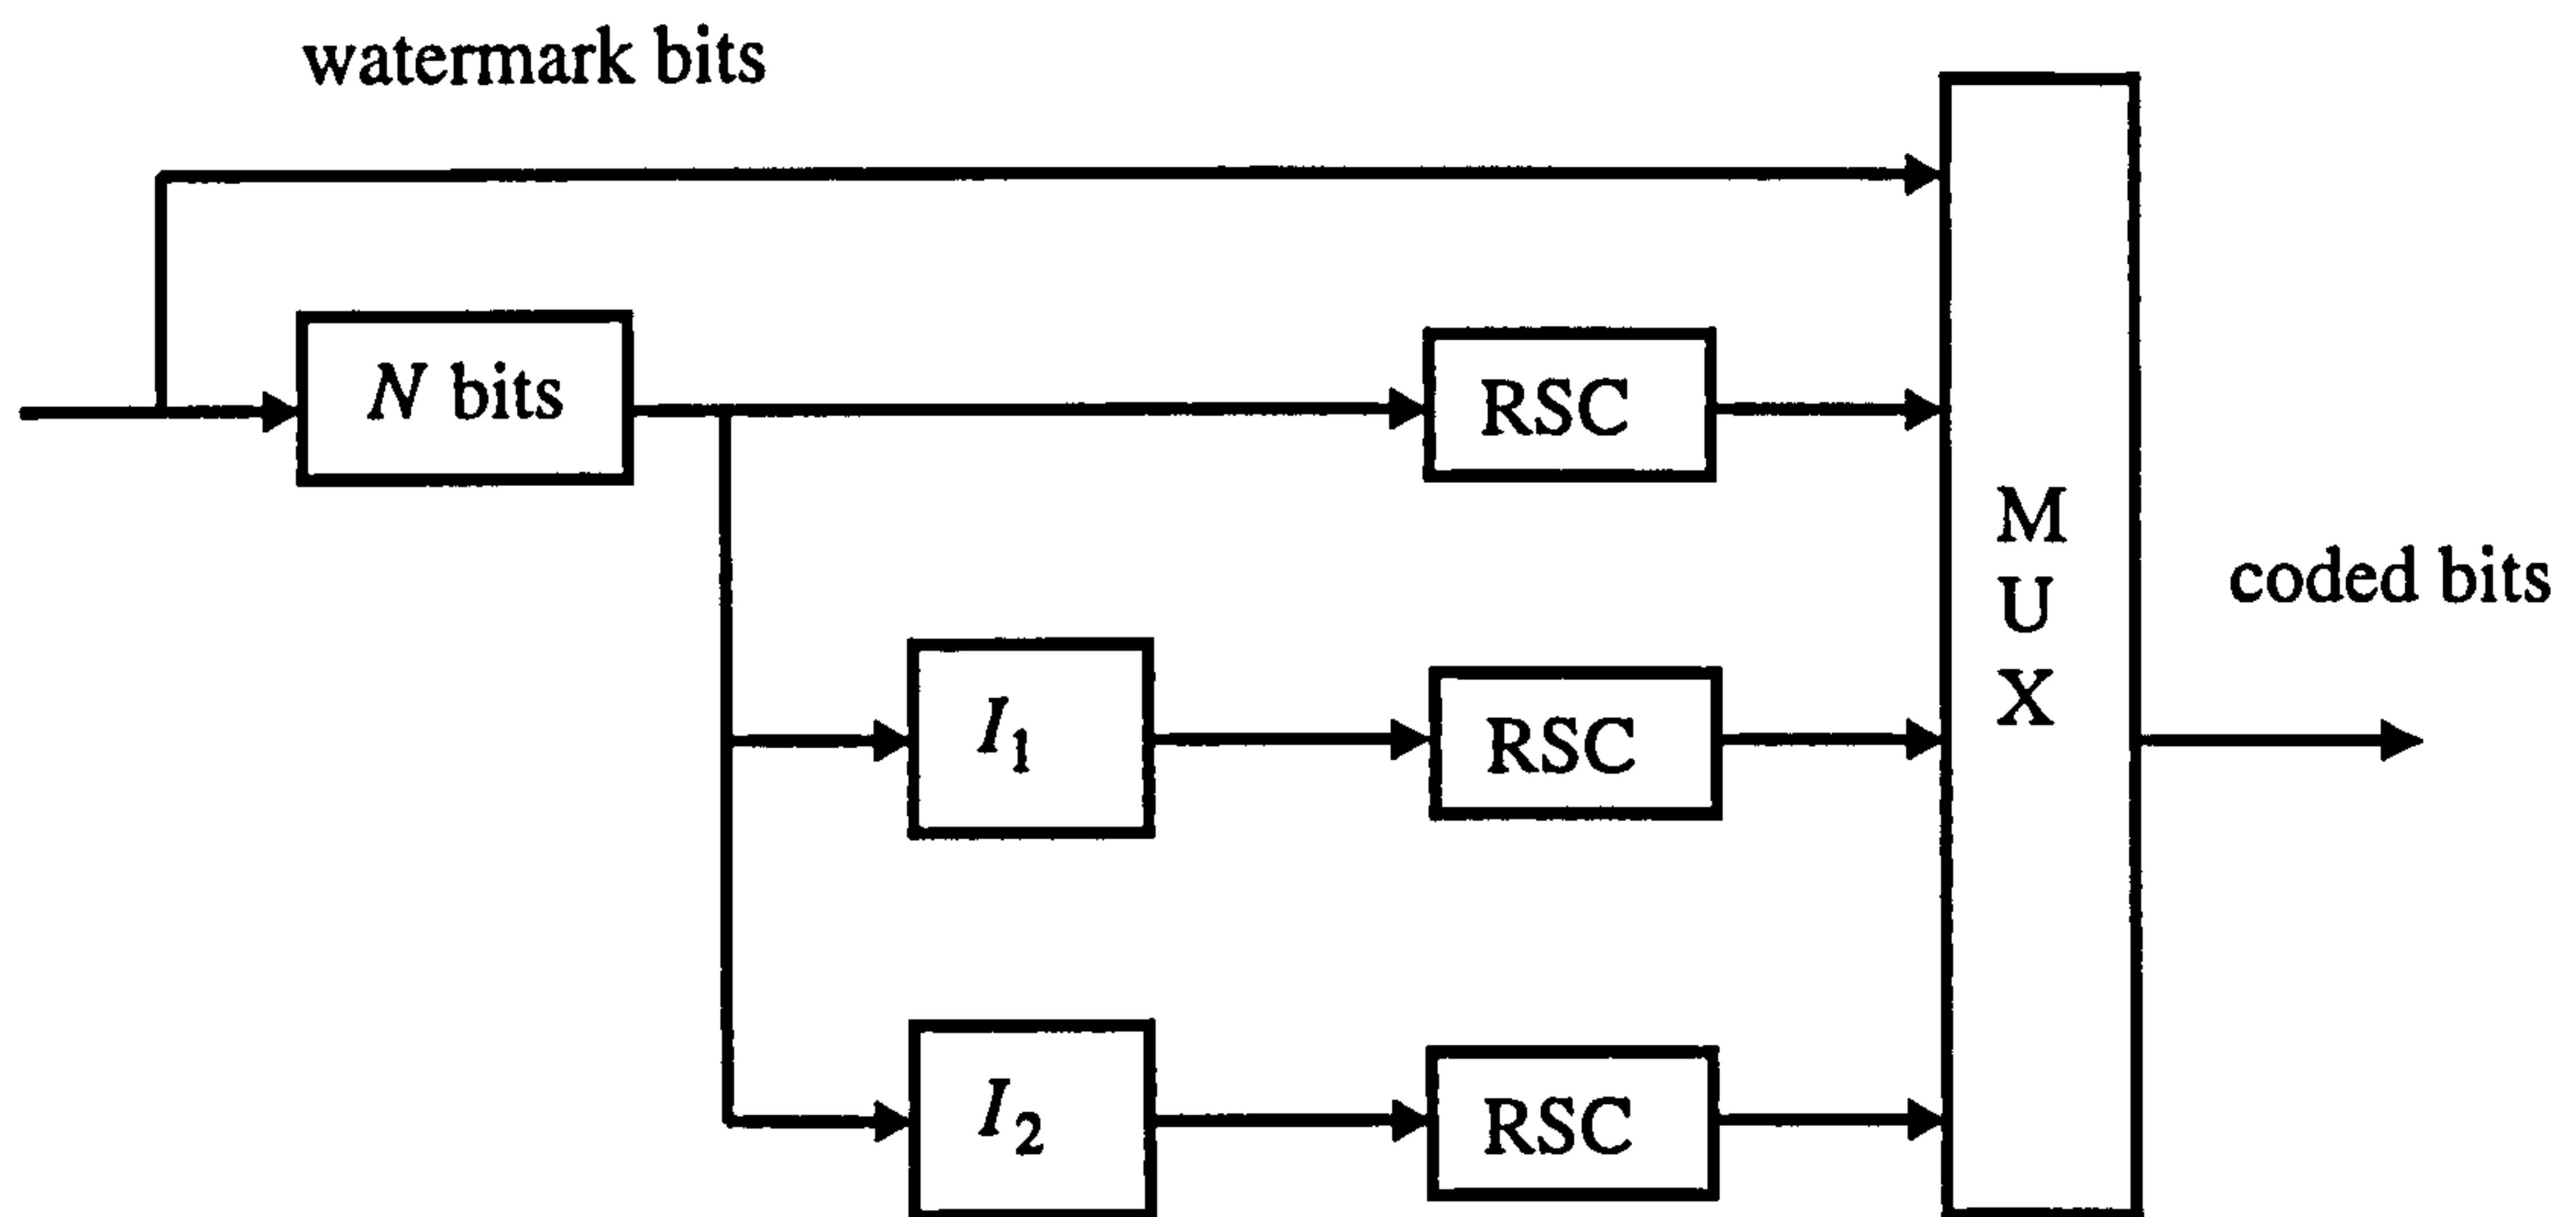 watermark bits
N bits
RSC
M
U
X
coded bits
I₁
RSC
I₂
RSC